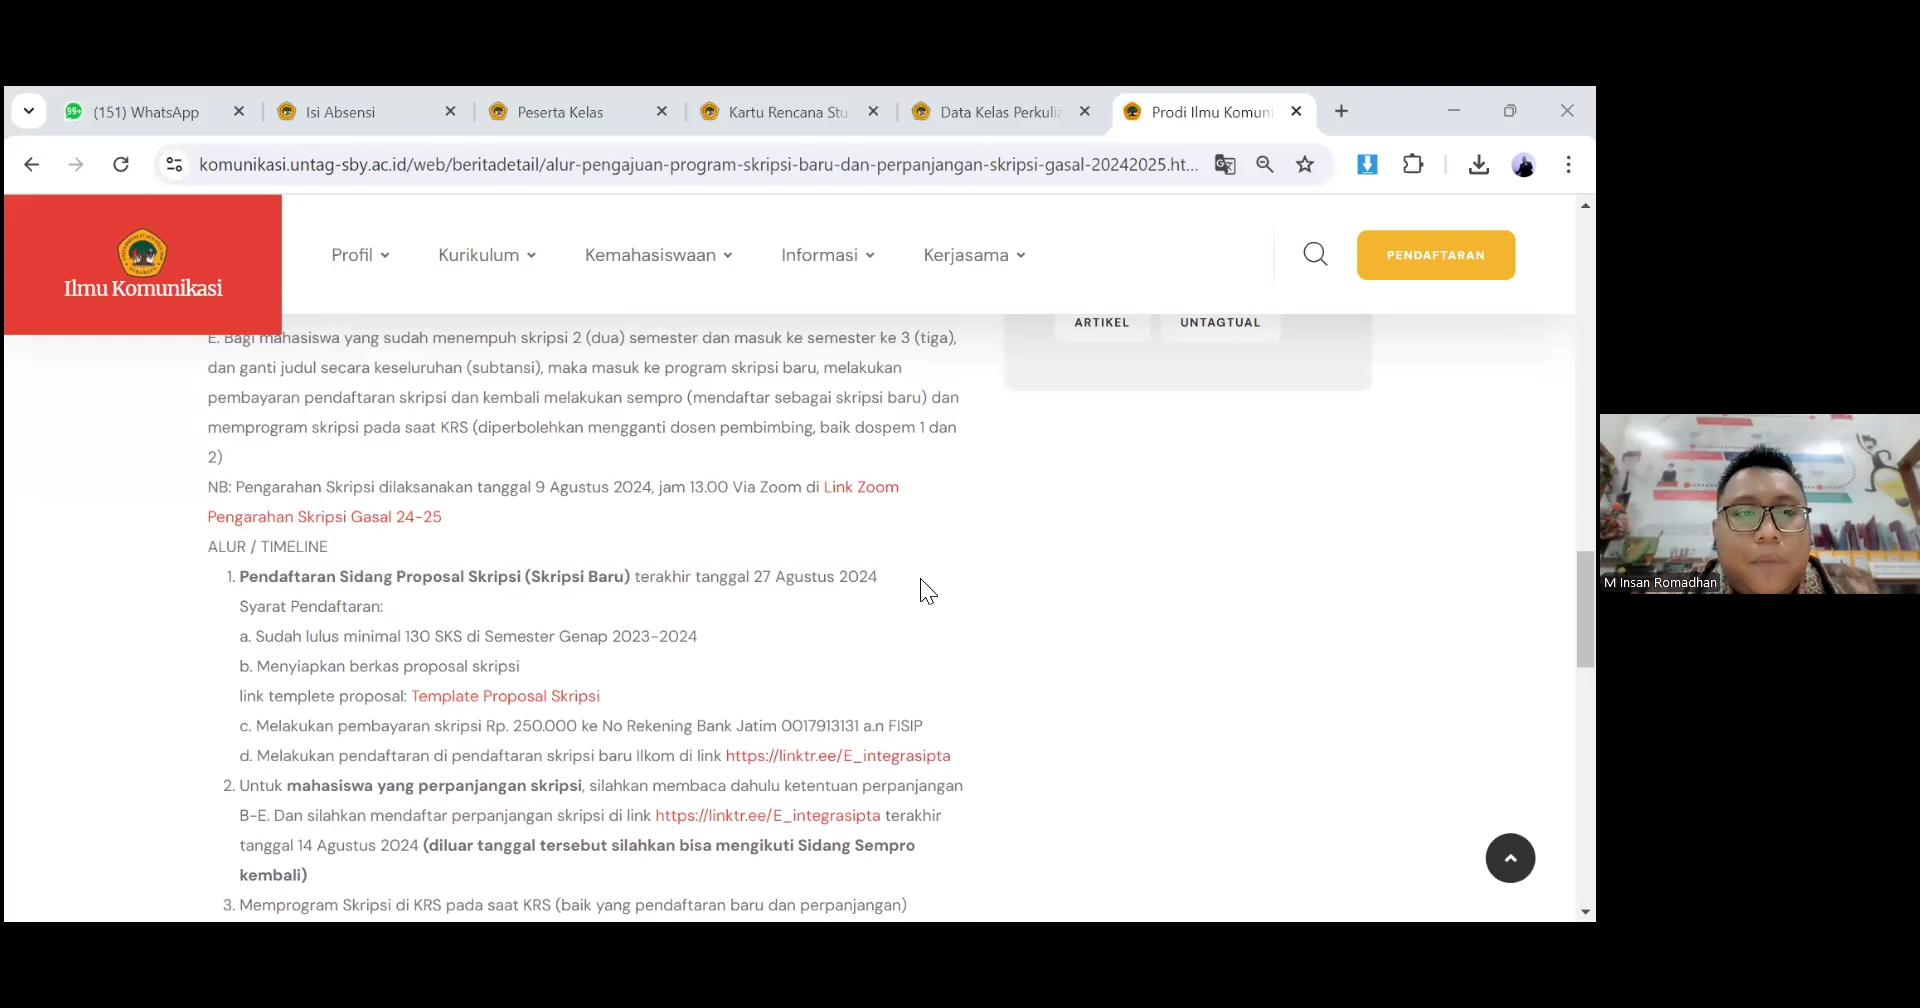 (151) WhatsApp
Isi Absensi
Peserta Kelas
Kartu Rencana Stu
Data Kelas Perkulia
Prodi Ilmu Komuni
komunikasi.untag-sby.ac.id/web/beritadetail/alur-pengajuan-program-skripsi-baru-dan-perpanjangan-skripsi-gasal-20242025.ht...
Ilmu Komunikasi
Profil
Kurikulum
Kemahasiswaan
Informasi
Kerjasama
PENDAFTARAN
ARTIKEL
UNTAGTUAL
E. Bagi mahasiswa yang sudah menempuh skripsi 2 (dua) semester dan masuk ke semester ke 3 (tiga),
dan ganti judul secara keseluruhan (subtansi), maka masuk ke program skripsi baru, melakukan
pembayaran pendaftaran skripsi dan kembali melakukan sempro (mendaftar sebagai skripsi baru) dan
memprogram skripsi pada saat KRS (diperbolehkan mengganti dosen pembimbing, baik dospem 1 dan
2)
NB: Pengarahan Skripsi dilaksanakan tanggal 9 Agustus 2024, jam 13.00 Via Zoom di Link Zoom
Pengarahan Skripsi Gasal 24-25
ALUR / TIMELINE
1. Pendaftaran Sidang Proposal Skripsi (Skripsi Baru) terakhir tanggal 27 Agustus 2024
Syarat Pendaftaran:
a. Sudah lulus minimal 130 SKS di Semester Genap 2023-2024
b. Menyiapkan berkas proposal skripsi
link templete proposal: Template Proposal Skripsi
c. Melakukan pembayaran skripsi Rp. 250.000 ke No Rekening Bank Jatim 0017913131 a.n FISIP
d. Melakukan pendaftaran di pendaftaran skripsi baru Ilkom di link https://linktr.ee/E_integrasipta
2. Untuk mahasiswa yang perpanjangan skripsi, silahkan membaca dahulu ketentuan perpanjangan
B-E. Dan silahkan mendaftar perpanjangan skripsi di link https://linktr.ee/E_integrasipta terakhir
tanggal 14 Agustus 2024 (diluar tanggal tersebut silahkan bisa mengikuti Sidang Sempro
kembali)
3. Memprogram Skripsi di KRS pada saat KRS (baik yang pendaftaran baru dan perpanjangan)
M Insan Romadhan